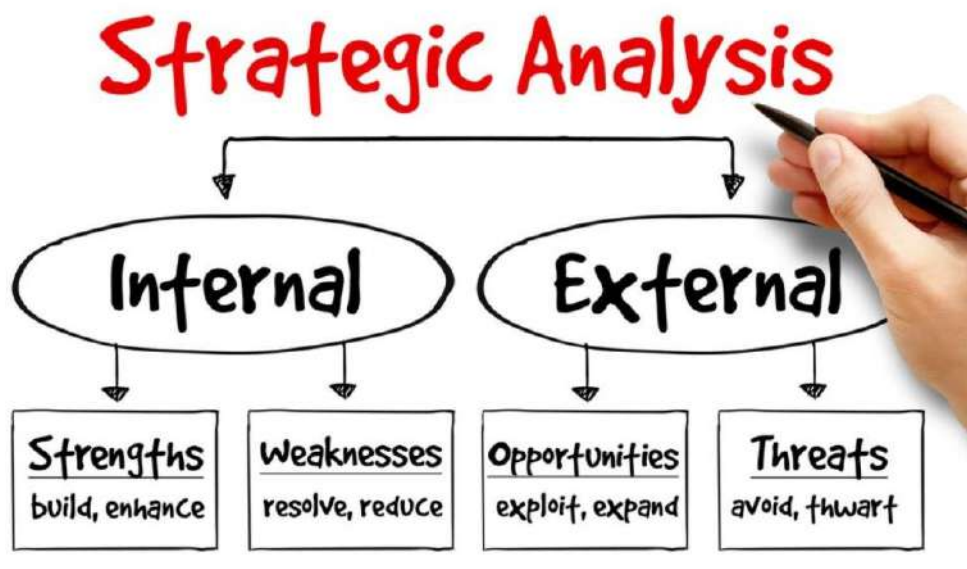 Strategic Analysis
Internal
External
Strengths
build, enhance
Weaknesses
resolve, reduce
Opportunities
exploit, expand
Threats
avoid, thwart